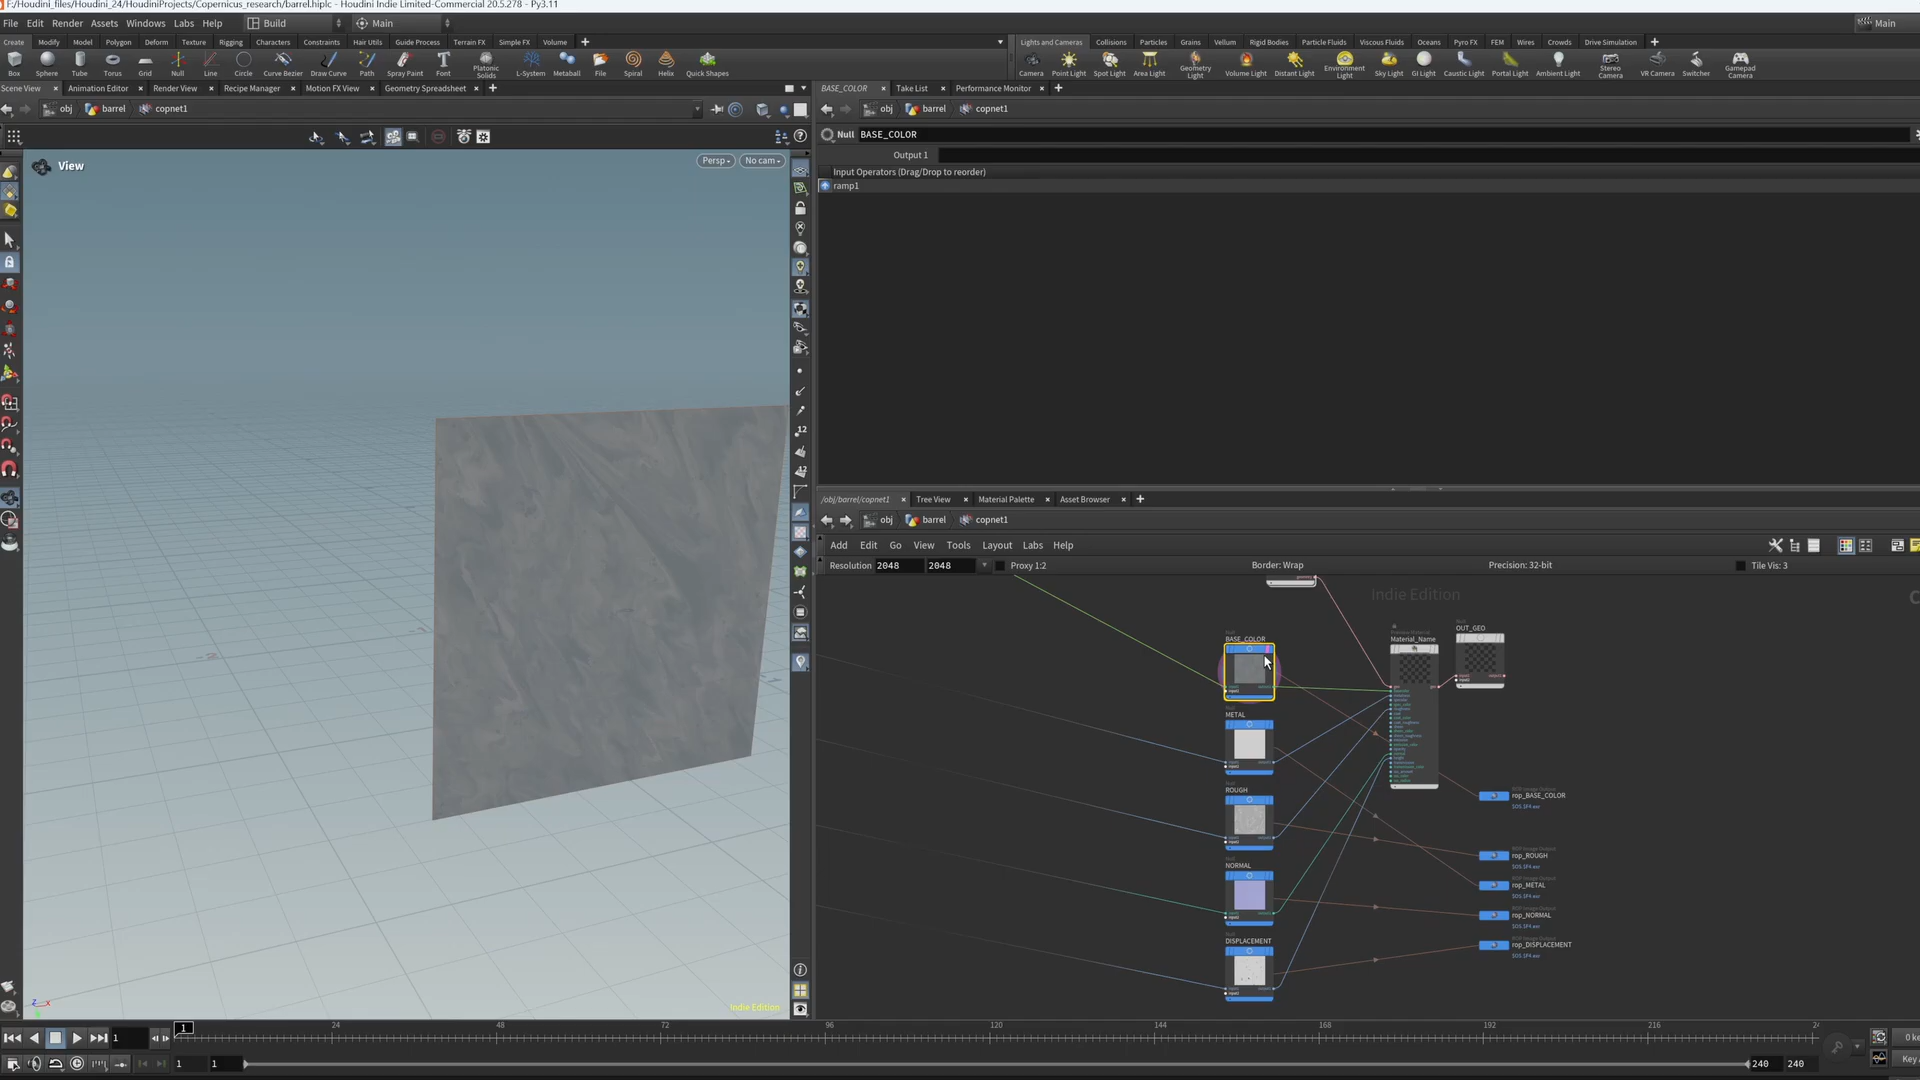 F:/Houdini_files/Houdini_24/HoudiniProjects/Copernicus_research/barrel.hiplc - Houdini Indie Limited-Commercial 20.5.278 - Py3.11
File Edit Render Assets Windows Labs Help Build Main Main
Create Modify Model Polygon Deform Texture Rigging Characters Constraints Hair Utils Guide Process Terrain FX Simple FX Volume
Lights and Cameras Collisions Particles Grains Vellum Rigid Bodies Particle Fluids Viscous Fluids Oceans Pyro FX FEM Wires Crowds Drive Simulation
Box Sphere Tube Torus Grid Null Line Circle Curve Bezier Draw Curve Path Spray Paint Font Platonic Solids L-System Metaball File Spiral Helix Quick Shapes
Camera Point Light Spot Light Area Light Geometry Light Volume Light Distant Light Environment Light Sky Light GI Light Caustic Light Portal Light Ambient Light Stereo Camera VR Camera Switcher Gamepad Camera
Scene View Animation Editor Render View Recipe Manager Motion FX View Geometry Spreadsheet
BASE_COLOR Take List Performance Monitor
obj barrel copnet1
obj barrel copnet1
Null BASE_COLOR
Output 1
Input Operators (Drag/Drop to reorder)
ramp1
View
Persp
No cam
12
12
Indie Edition
/obj/barrel/copnet1 Tree View Material Palette Asset Browser
obj barrel copnet1
Add Edit Go View Tools Layout Labs Help
Resolution 2048 2048 Proxy 1:2 Border: Wrap Precision: 32-bit Tile Vis: 3
Indie Edition
BASE_COLOR
Material_Name
OUT_GEO
METAL
ROUGH
NORMAL
DISPLACEMENT
rop_BASE_COLOR
rop_ROUGH
rop_METAL
rop_NORMAL
rop_DISPLACEMENT
1
1
24 48 72 96 120 144 168 192 216
0 ke
1 1 240 240
Key